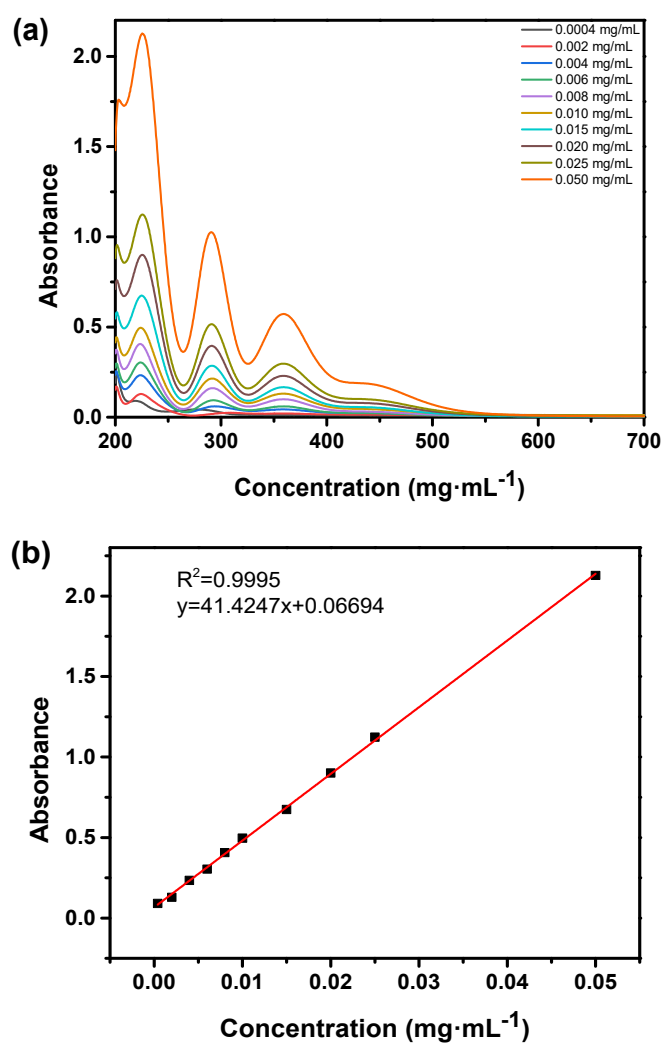 (a)
Absorbance
2.0
1.5
1.0
0.5
0.0
200 300 400 500 600 700
Concentration (mg·mL⁻¹)
0.0004 mg/mL
0.002 mg/mL
0.004 mg/mL
0.006 mg/mL
0.008 mg/mL
0.010 mg/mL
0.015 mg/mL
0.020 mg/mL
0.025 mg/mL
0.050 mg/mL
(b)
R²=0.9995
y=41.4247x+0.06694
Absorbance
2.0
1.5
1.0
0.5
0.0
0.00 0.01 0.02 0.03 0.04 0.05
Concentration (mg·mL⁻¹)